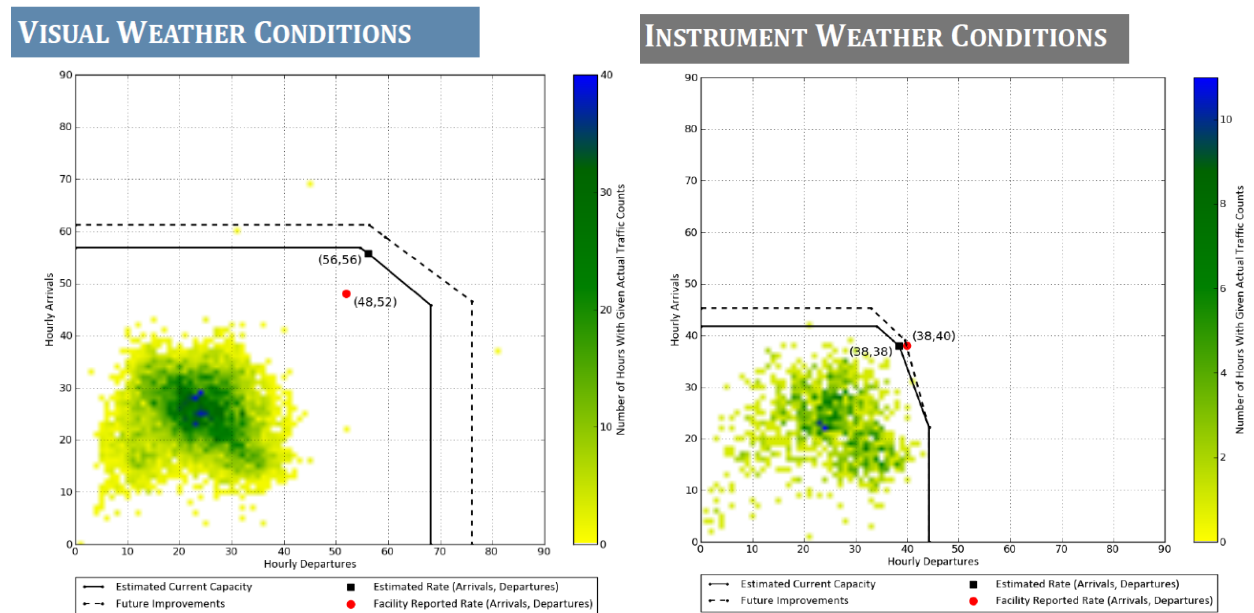 VISUAL WEATHER CONDITIONS
90
80
70
60
50
40
30
20
10
0
Hourly Arrivals
(56,56)
(48,52)
0 10 20 30 40 50 60 70 80 90
Hourly Departures
40
30
20
10
0
Number of Hours With Given Actual Traffic Counts
Estimated Current Capacity
Future Improvements
Estimated Rate (Arrivals, Departures)
Facility Reported Rate (Arrivals, Departures)
INSTRUMENT WEATHER CONDITIONS
90
80
70
60
50
40
30
20
10
0
Hourly Arrivals
(38,40)
(38,38)
0 10 20 30 40 50 60 70 80 90
Hourly Departures
10
8
6
4
2
0
Number of Hours With Given Actual Traffic Counts
Estimated Current Capacity
Future Improvements
Estimated Rate (Arrivals, Departures)
Facility Reported Rate (Arrivals, Departures)